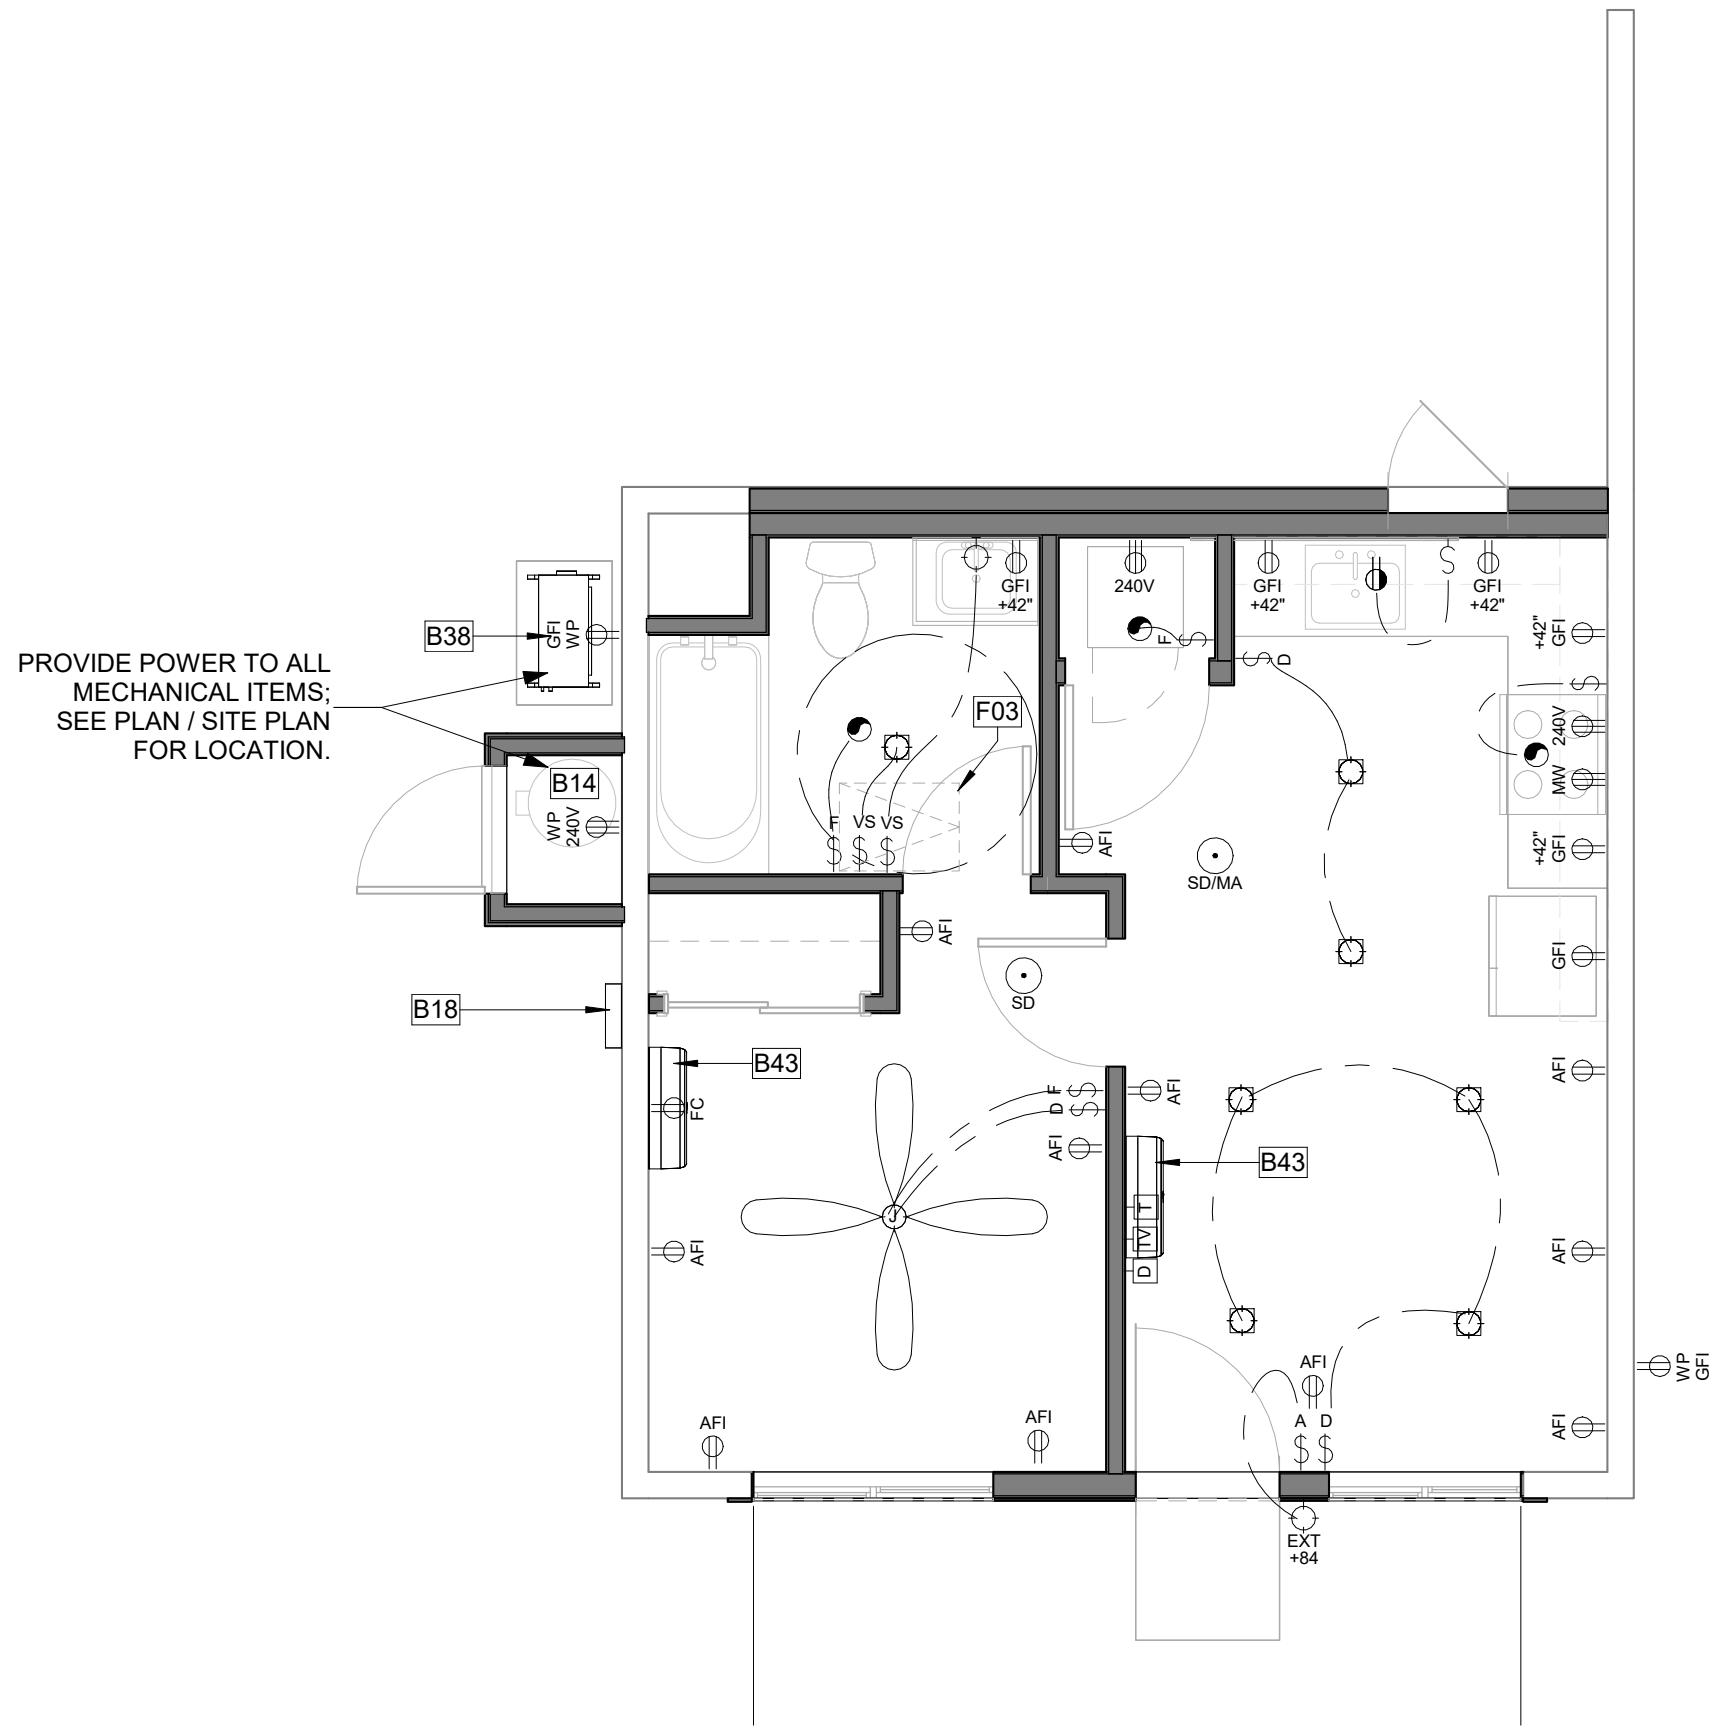 GFI
+42"
240V
GFI
+42"
GFI
+42"
B38
GFI
WP
F
D
+42"
GFI
PROVIDE POWER TO ALL
MECHANICAL ITEMS;
SEE PLAN / SITE PLAN
FOR LOCATION.
F03
240V
B14
MW
WP
240V
F
VS
VS
AFI
+42"
GFI
SD/MA
AFI
GFI
SD
B18
B43
AFI
F
D
AFI
FC
AFI
B43
T
TV
D
AFI
AFI
AFI
WP
GFI
AFI
AFI
A
D
AFI
EXT
+84
J